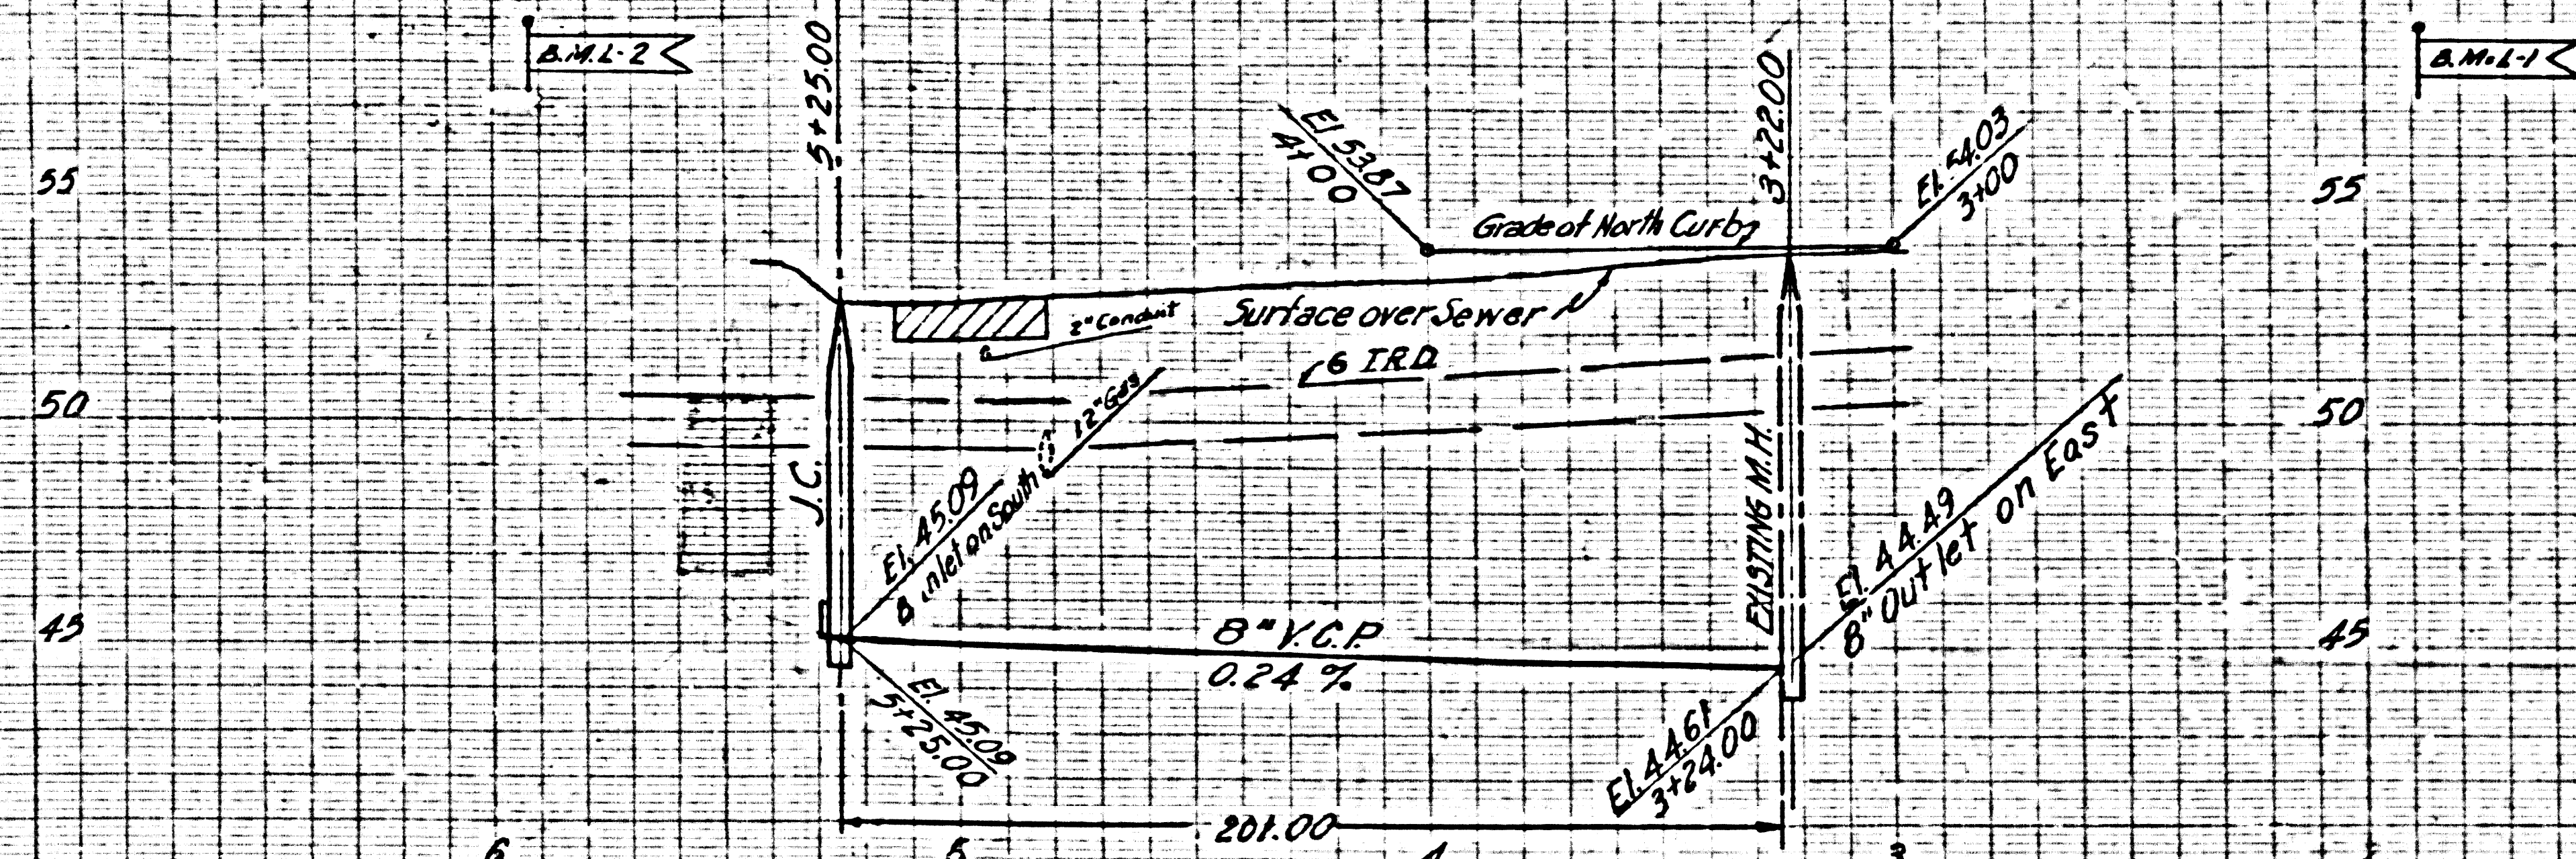 B.M.L-2
5+25.00
3+22.00
B.M.L-1
El 53.87
4+00
El. 54.03
3+00
55
55
Grade of North Curb
2" Conduit
Surface over Sewer
50
50
12" Gas
J.C.
EXISTING M.H.
El. 45.09
8 Inlet on South
El. 44.49
8" Outlet on East
45
45
8" V.C.P.
0.24 %
El. 45.09
5+25.00
El. 44.61
3+24.00
201.00
6
5
4
3